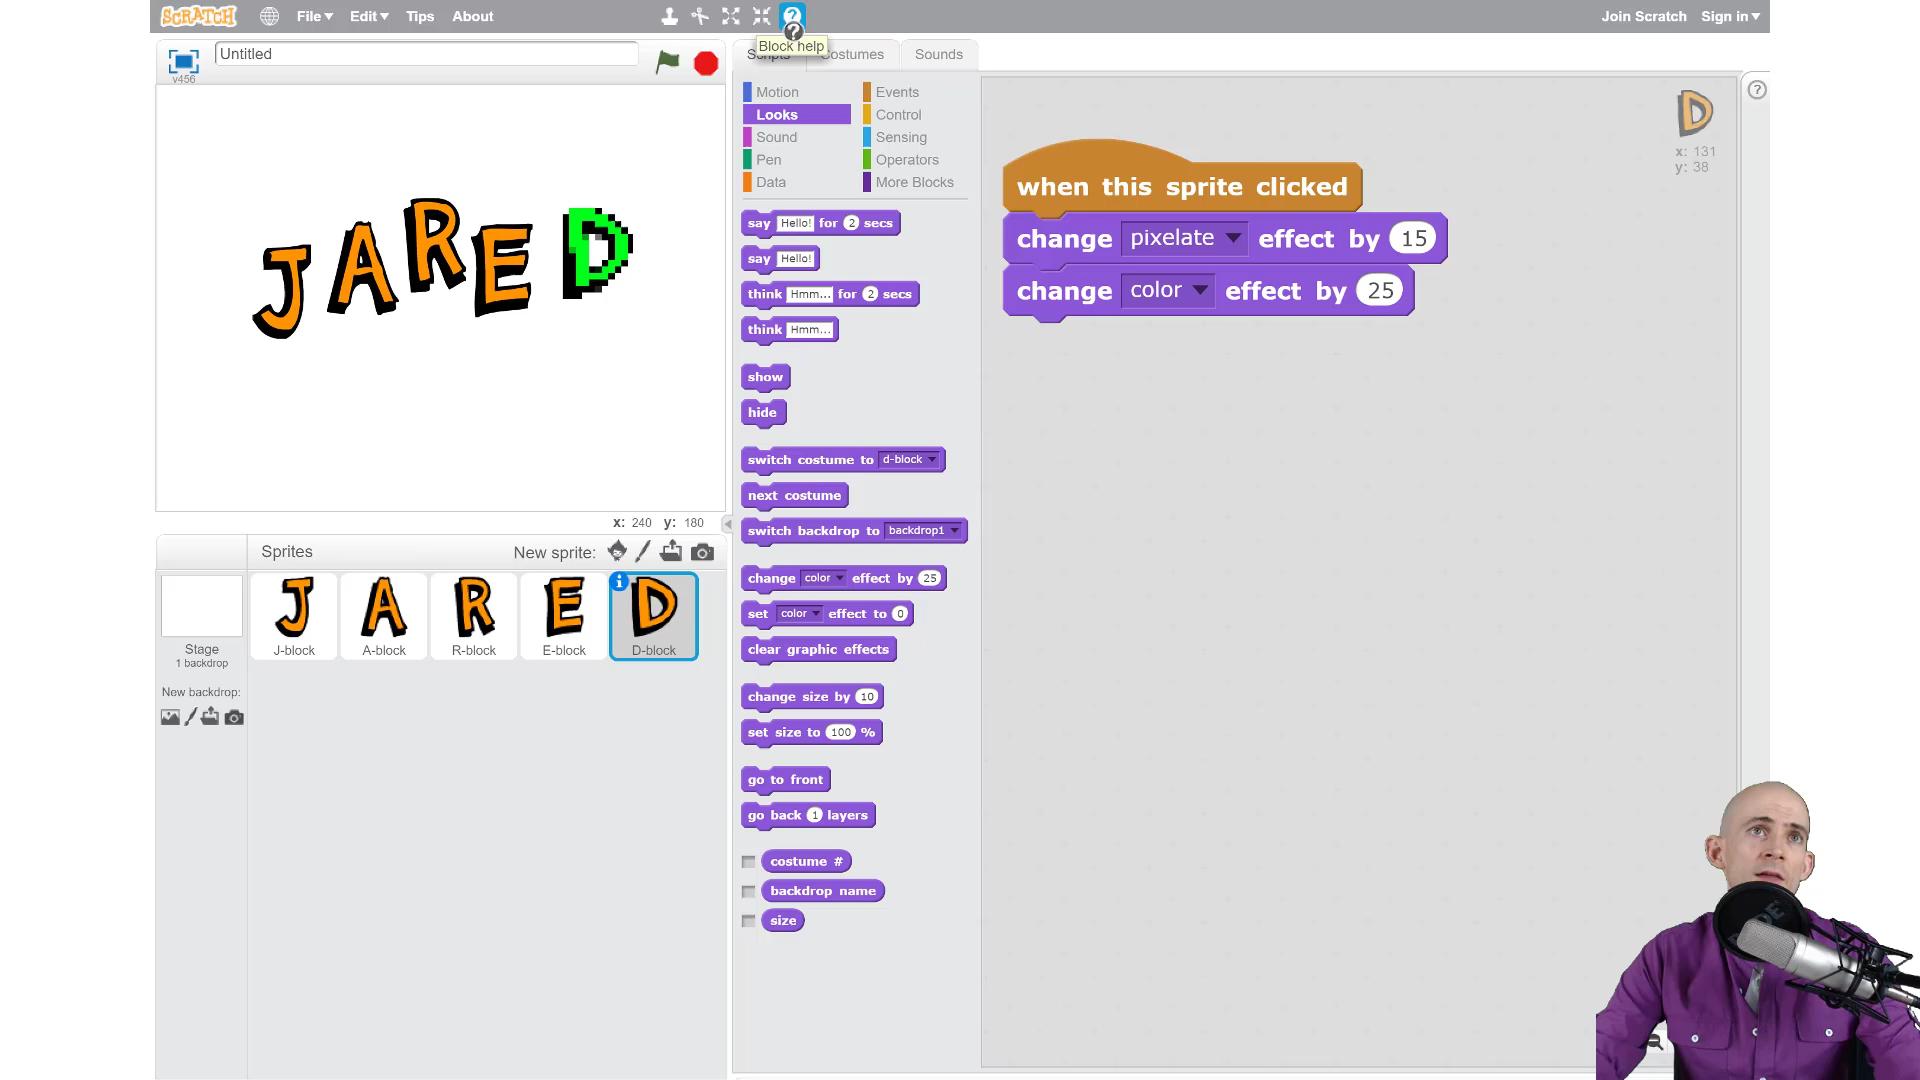 SCRATCH
File▾
Edit▾
Tips
About
Join Scratch
Sign in▾
Block help
v456
Untitled
Scripts
Costumes
Sounds
JARED
Motion
Looks
Sound
Pen
Data
Events
Control
Sensing
Operators
More Blocks
say Hello! for 2 secs
say Hello!
think Hmm... for 2 secs
think Hmm...
show
hide
switch costume to d-block
next costume
switch backdrop to backdrop1
change color effect by 25
set color effect to 0
clear graphic effects
change size by 10
set size to 100 %
go to front
go back 1 layers
costume #
backdrop name
size
when this sprite clicked
change pixelate effect by 15
change color effect by 25
D
x: 131
y: 38
?
x: 240 y: 180
Sprites
New sprite:
J
A
R
E
D
J-block
A-block
R-block
E-block
D-block
Stage
1 backdrop
New backdrop: